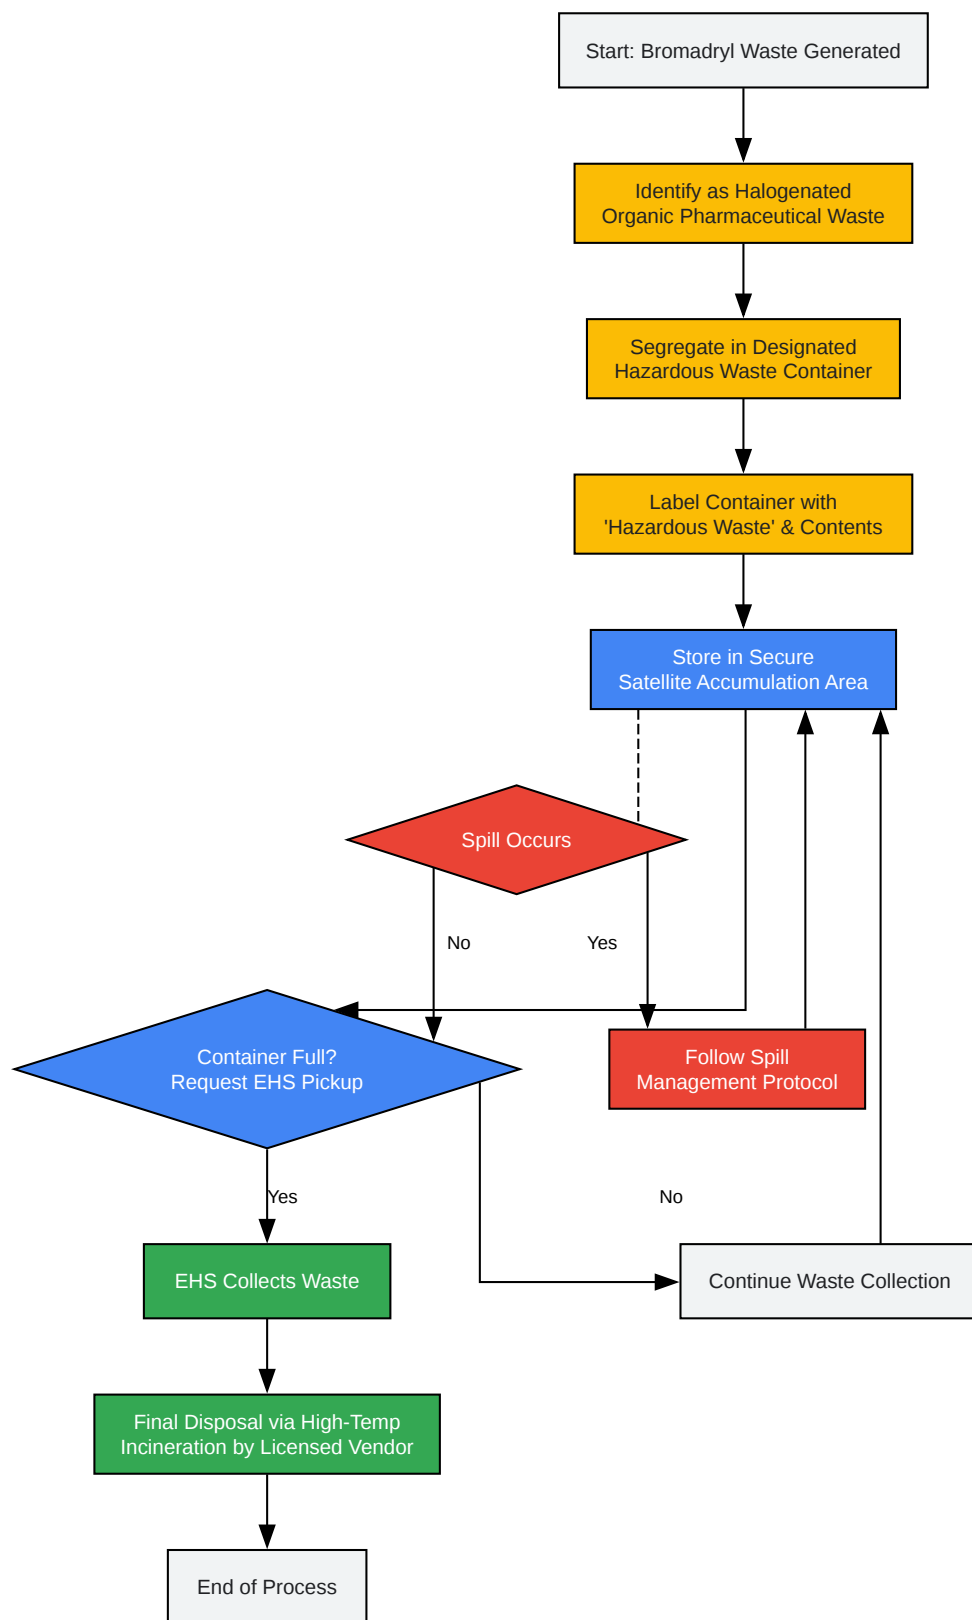 Start: Bromadryl Waste Generated
Identify as Halogenated
Organic Pharmaceutical Waste
Segregate in Designated
Hazardous Waste Container
Label Container with
'Hazardous Waste' & Contents
Store in Secure
Satellite Accumulation Area
Spill Occurs
No
Yes
Container Full?
Request EHS Pickup
Follow Spill
Management Protocol
Yes
No
EHS Collects Waste
Continue Waste Collection
Final Disposal via High-Temp
Incineration by Licensed Vendor
End of Process